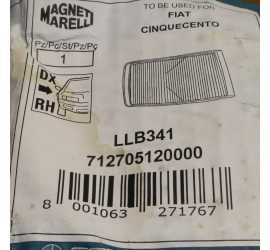 MAGNETI
MARELLI
TO BE USED FOR
FIAT
CINQUECENTO
Pz/Pc/St/Pz/Pç
1
DX
RH
LLB341
712705120000
8 001063 271767